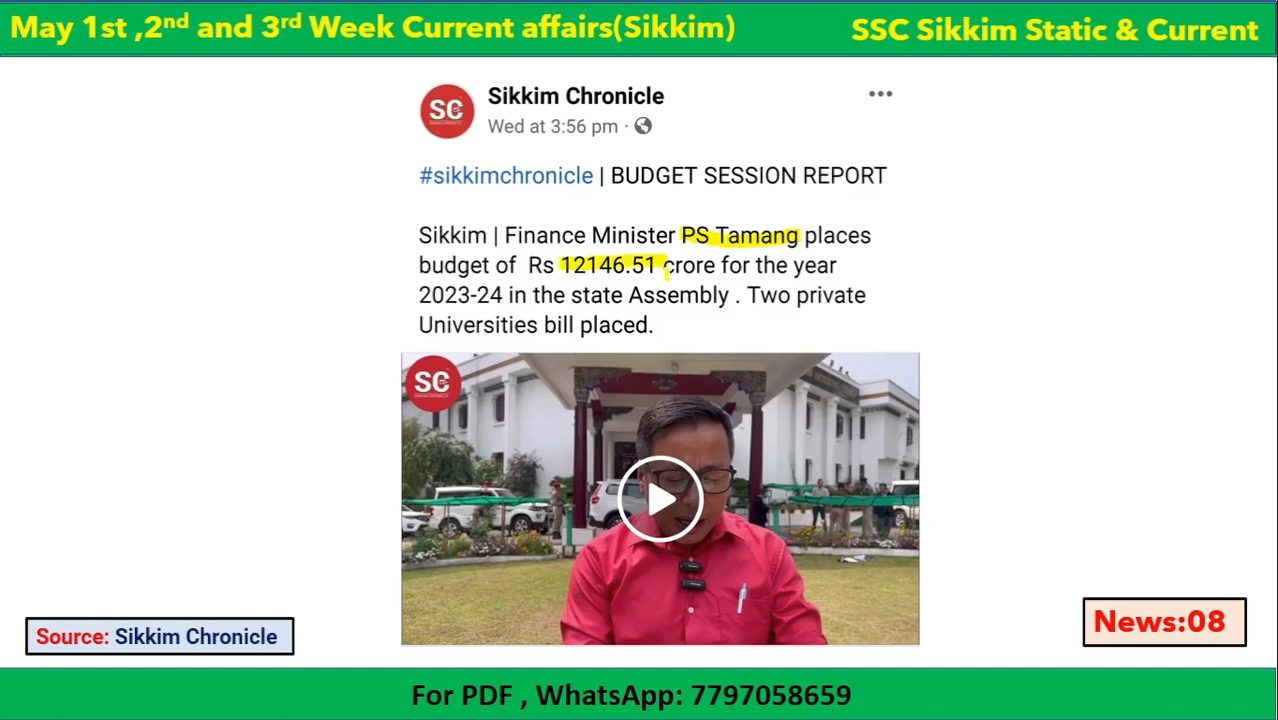 May 1st ,2nd and 3rd Week Current affairs(Sikkim)
SSC Sikkim Static & Current
SC
Sikkim Chronicle
Wed at 3:56 pm ·
#sikkimchronicle | BUDGET SESSION REPORT
Sikkim | Finance Minister PS Tamang places
budget of Rs 12146.51 crore for the year
2023-24 in the state Assembly . Two private
Universities bill placed.
SC
Source: Sikkim Chronicle
News:08
For PDF , WhatsApp: 7797058659